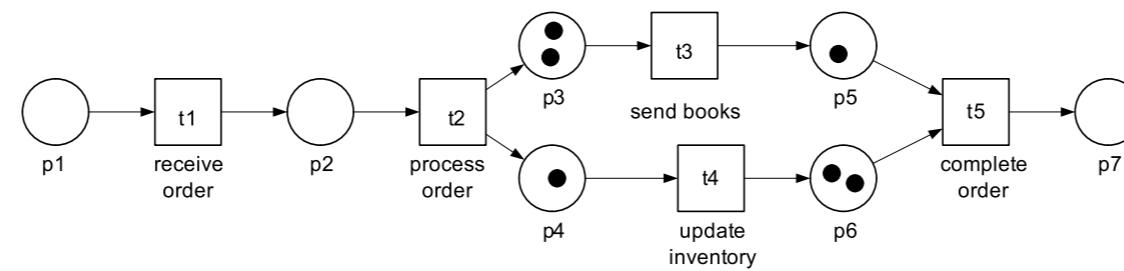 t1
t2
t3
t4
t5
p1
receive
order
p2
process
order
p3
send books
p4
update
inventory
p5
p6
complete
order
p7